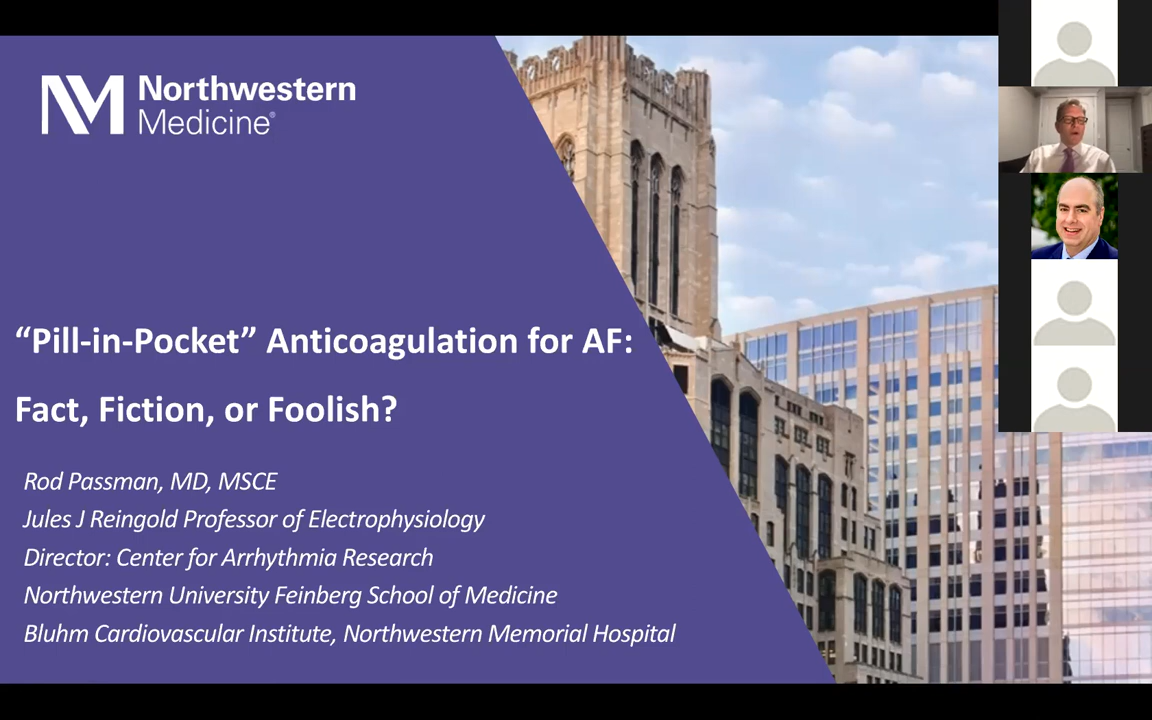 Northwestern
Medicine®
“Pill-in-Pocket” Anticoagulation for AF:
Fact, Fiction, or Foolish?
Rod Passman, MD, MSCE
Jules J Reingold Professor of Electrophysiology
Director: Center for Arrhythmia Research
Northwestern University Feinberg School of Medicine
Bluhm Cardiovascular Institute, Northwestern Memorial Hospital